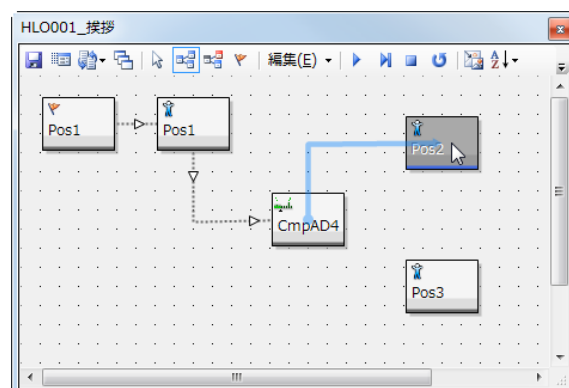 HLO001_挨拶
編集(E)
Pos1
Pos1
Pos2
CmpAD4
Pos3